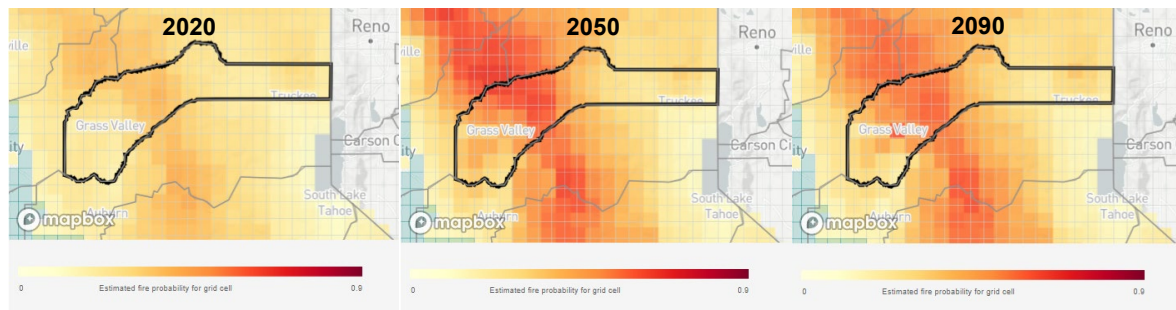 2020
Reno
ville
Truckee
Grass Valley
Carson C
City
South Lake
Tahoe
Auburn
mapbox
0
Estimated fire probability for grid cell
0.9
2050
Reno
ville
Truckee
Grass Valley
Carson Ci
City
South Lake
Tahoe
Auburn
mapbox
0
Estimated fire probability for grid cell
0.9
2090
Reno
ville
Truckee
Grass Valley
Carson Ci
City
South Lake
Tahoe
Auburn
mapbox
0
Estimated fire probability for grid cell
0.9